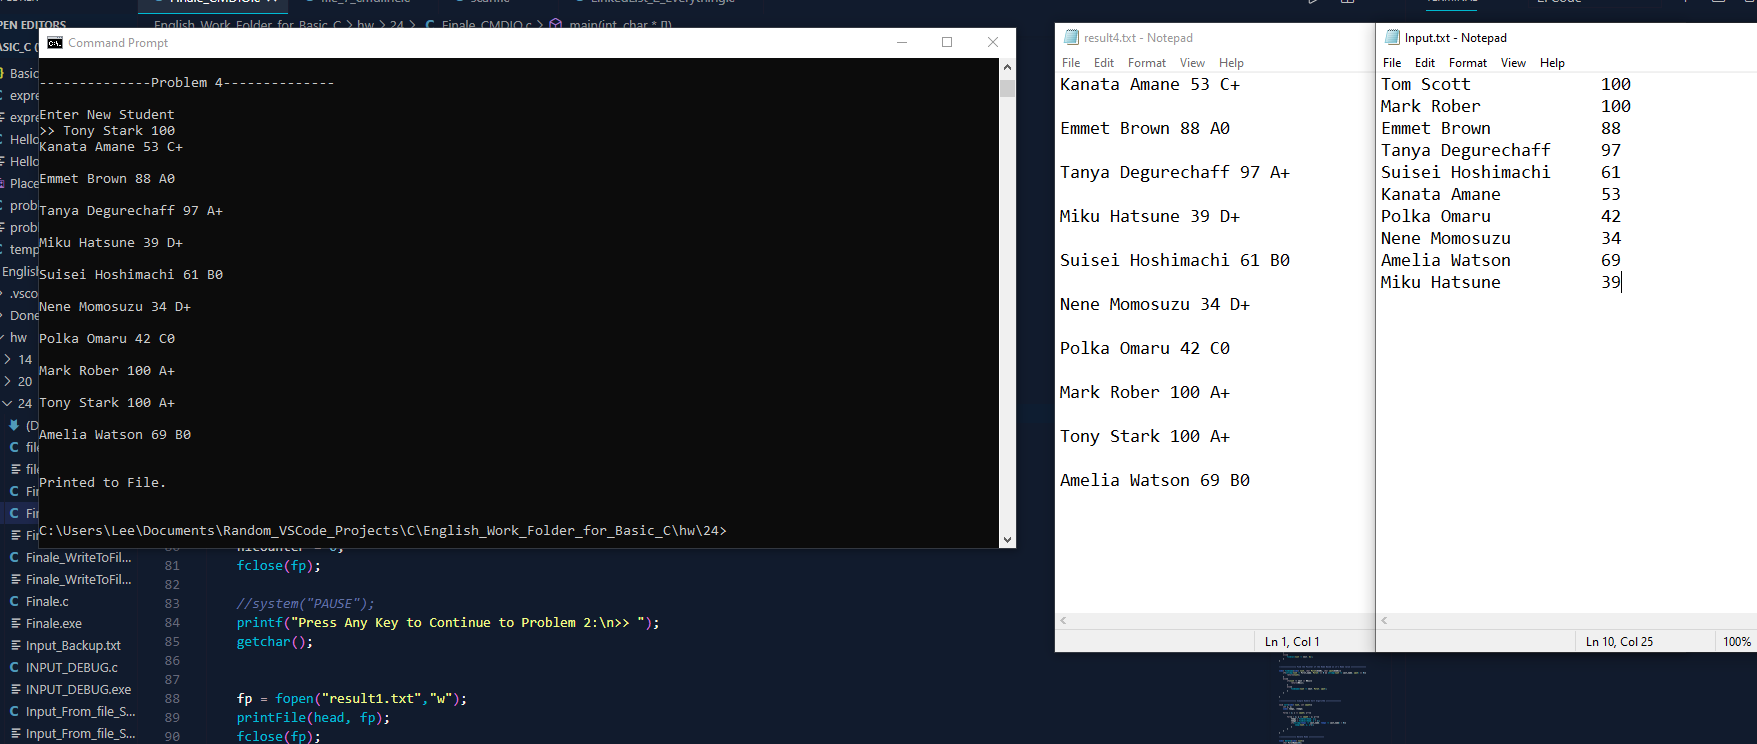 Finale_CMDIO.c
LinkedList_E_Everything.c
PEN EDITORS
English_Work_Folder_for_Basic_C > hw > 24 > C Finale_CMDIO.c > main(int, char * [])
Command Prompt
--------------Problem 4--------------
Enter New Student
>> Tony Stark 100
Kanata Amane 53 C+
Emmet Brown 88 A0
Tanya Degurechaff 97 A+
Miku Hatsune 39 D+
Suisei Hoshimachi 61 B0
Nene Momosuzu 34 D+
Polka Omaru 42 C0
Mark Rober 100 A+
Tony Stark 100 A+
Amelia Watson 69 B0
Printed to File.
C:\Users\Lee\Documents\Random_VSCode_Projects\C\English_Work_Folder_for_Basic_C\hw\24>
result4.txt - Notepad
File Edit Format View Help
Kanata Amane 53 C+
Emmet Brown 88 A0
Tanya Degurechaff 97 A+
Miku Hatsune 39 D+
Suisei Hoshimachi 61 B0
Nene Momosuzu 34 D+
Polka Omaru 42 C0
Mark Rober 100 A+
Tony Stark 100 A+
Amelia Watson 69 B0
Ln 1, Col 1
Input.txt - Notepad
File Edit Format View Help
Tom Scott 100
Mark Rober 100
Emmet Brown 88
Tanya Degurechaff 97
Suisei Hoshimachi 61
Kanata Amane 53
Polka Omaru 42
Nene Momosuzu 34
Amelia Watson 69
Miku Hatsune 39
Ln 10, Col 25 100%
ASIC_C (
Basic
expre
expre
Hello
Hello
Place
prob
prob
temp
English
.vsco
Done
hw
14
20
24
(D
file
file
Fin
Fin
Fin
Finale_WriteToFil...
Finale_WriteToFil...
Finale.c
Finale.exe
Input_Backup.txt
INPUT_DEBUG.c
INPUT_DEBUG.exe
Input_From_file_S...
Input_From_file_S...
81 fclose(fp);
82
83 //system("PAUSE");
84 printf("Press Any Key to Continue to Problem 2:\n>> ");
85 getchar();
86
87
88 fp = fopen("result1.txt","w");
89 printFile(head, fp);
90 fclose(fp);